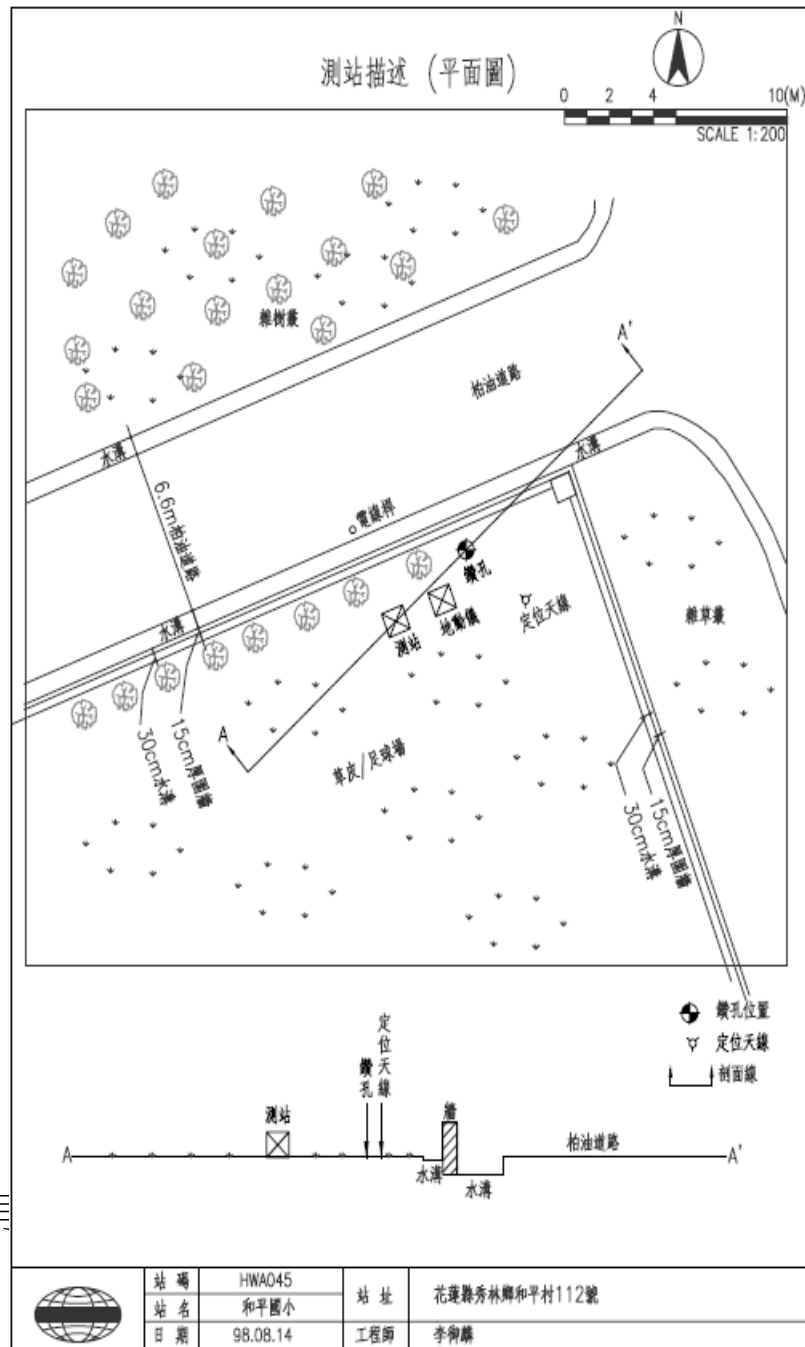 N
測站描述 (平面圖)
0 2 4 10(M)
SCALE 1:200
雜樹叢
A'
柏油道路
水溝
水溝
6.6m柏油道路
電線桿
鑽孔
水溝
測站
地動儀
定位天線
雜草叢
A
30cm水溝
15cm厚圍牆
草皮/足球場
30cm水溝
15cm厚圍牆
鑽孔位置
定位天線
剖面線
測站
鑽孔
定位天線
牆
柏油道路
A
水溝
水溝
A'
站碼 HWA045
站名 和平國小
日期 98.08.14
站址 花蓮縣秀林鄉和平村112號
工程師 李御麟